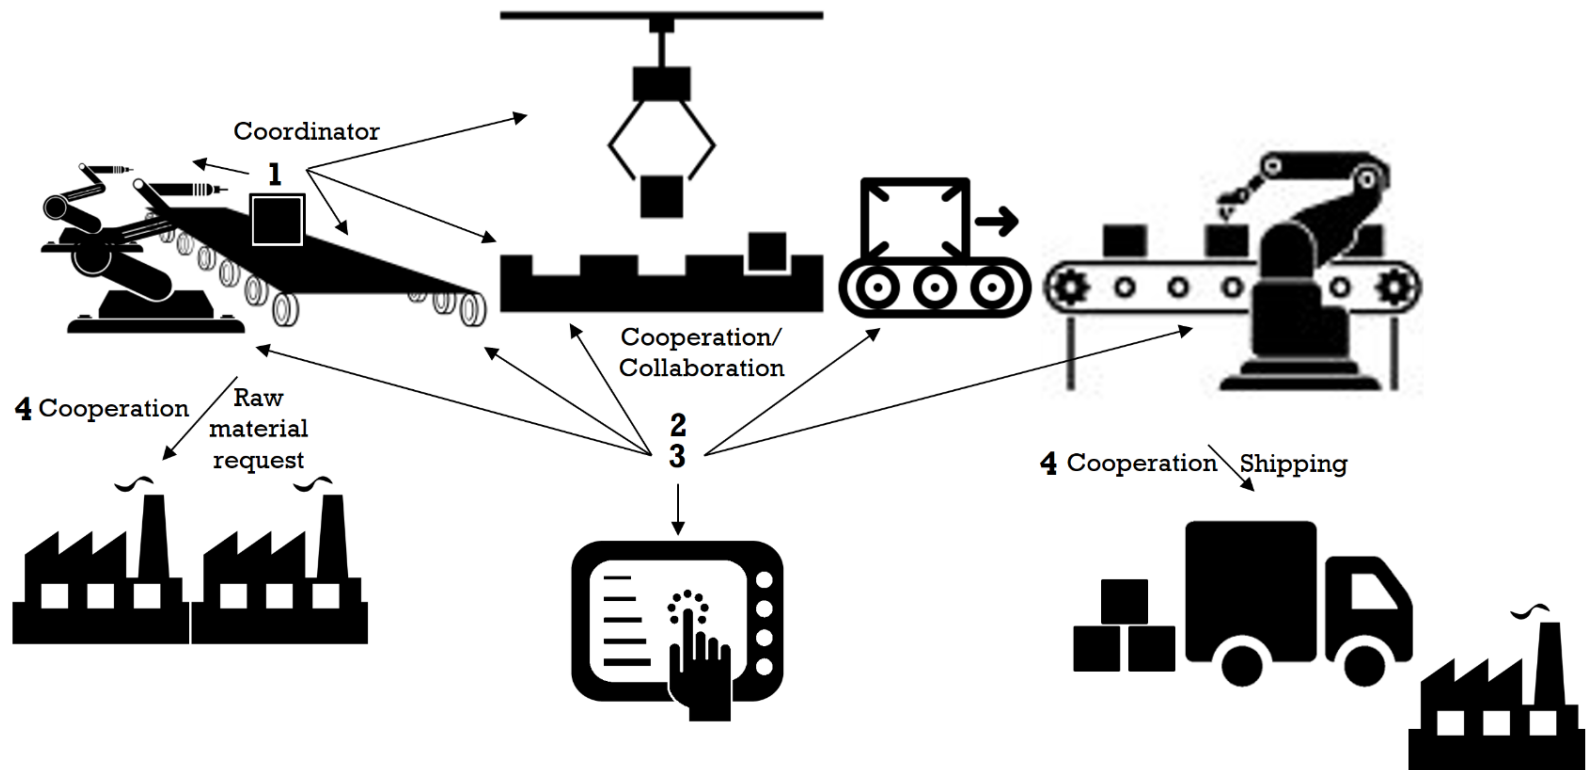 Coordinator
1
Cooperation/
Collaboration
2
3
4 Cooperation
Raw
material
request
4 Cooperation
Shipping